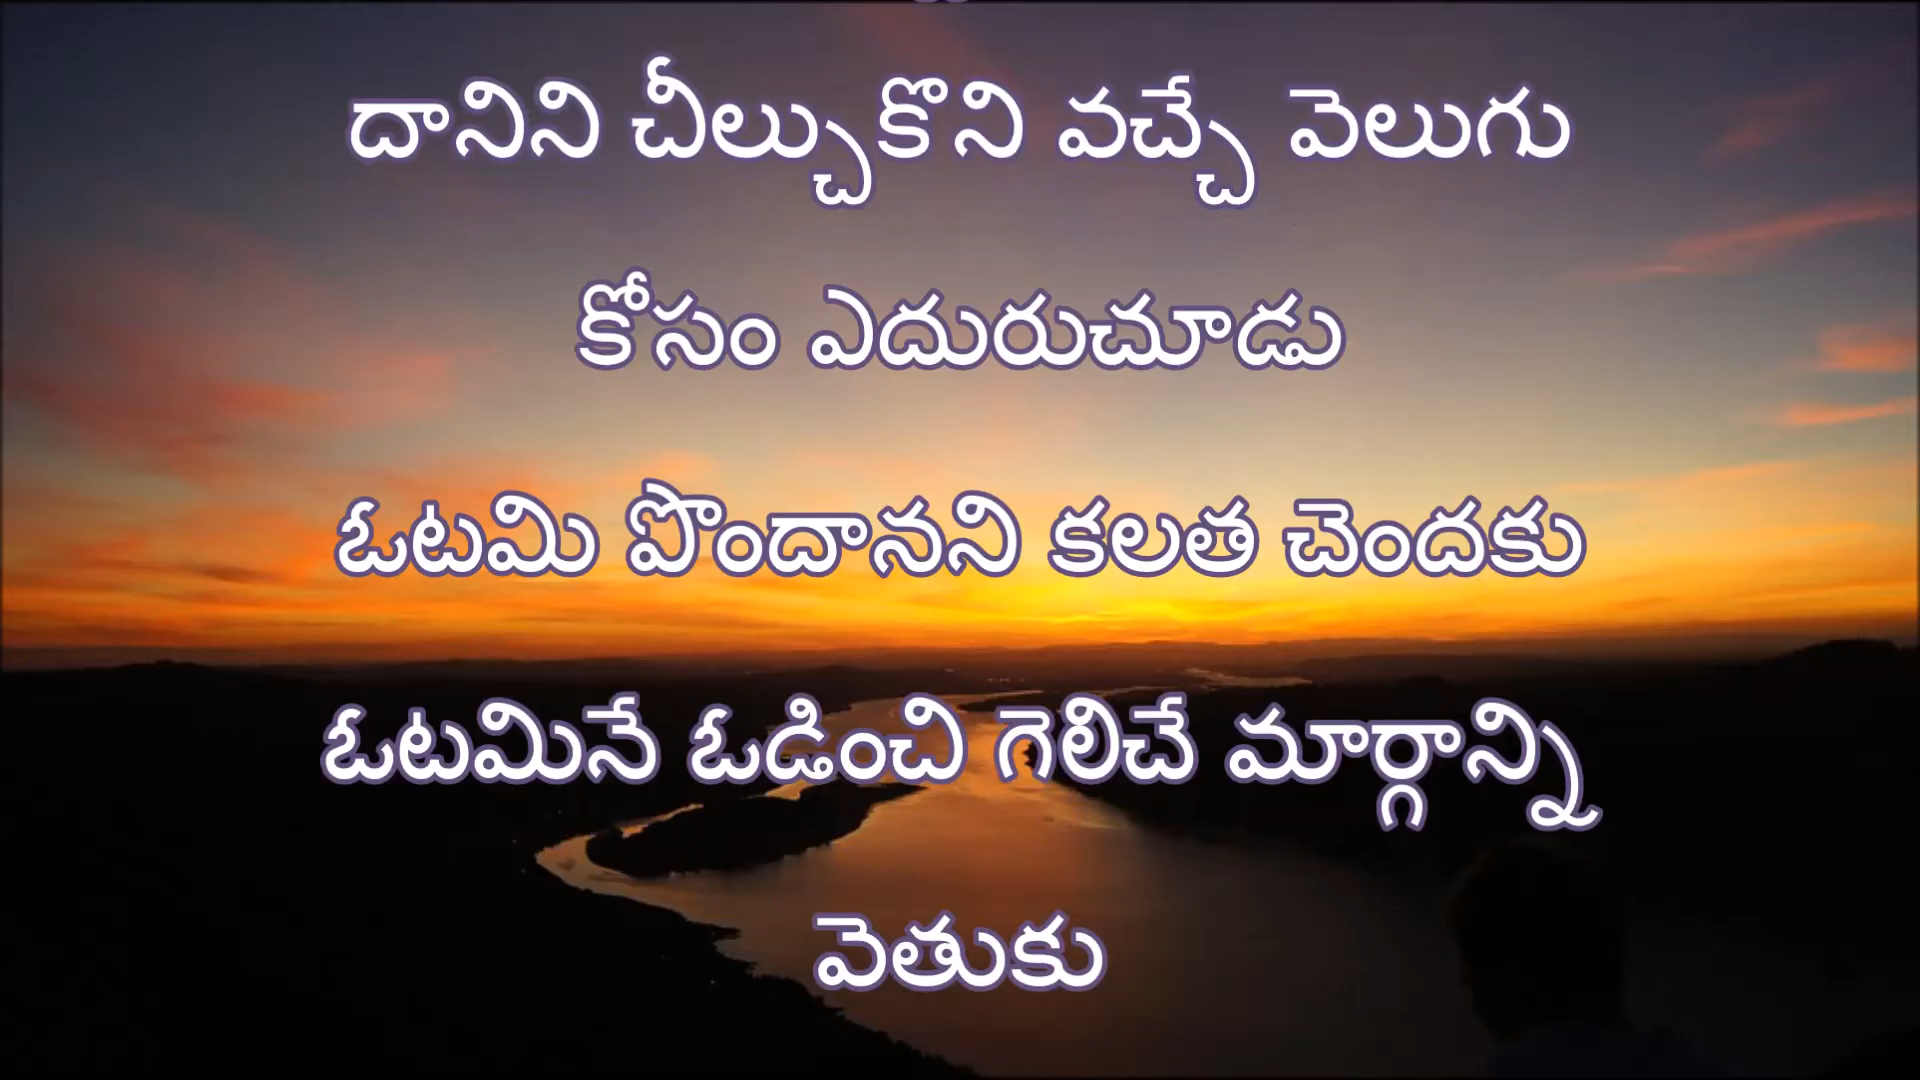 దానిని చీల్చుకొని వచ్చే వెలుగు
కోసం ఎదురుచూడు
ఓటమి పొందానని కలత చెందకు
ఓటమినే ఓడించి గెలిచే మార్గాన్ని
వెతుకు